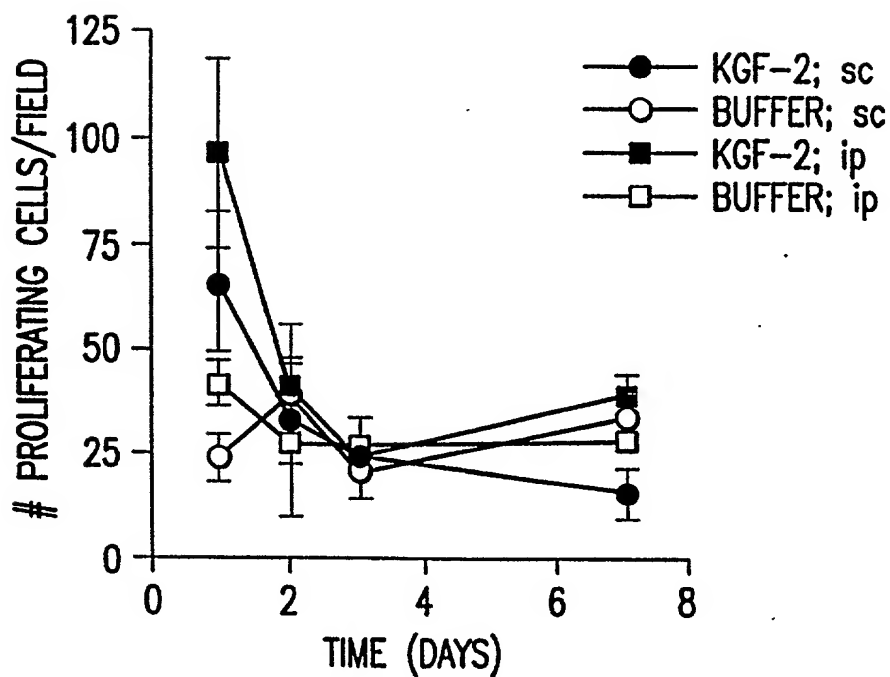 125
100
75
50
25
0
# PROLIFERATING CELLS/FIELD
0 2 4 6 8
TIME (DAYS)
KGF-2; sc
BUFFER; sc
KGF-2; ip
BUFFER; ip